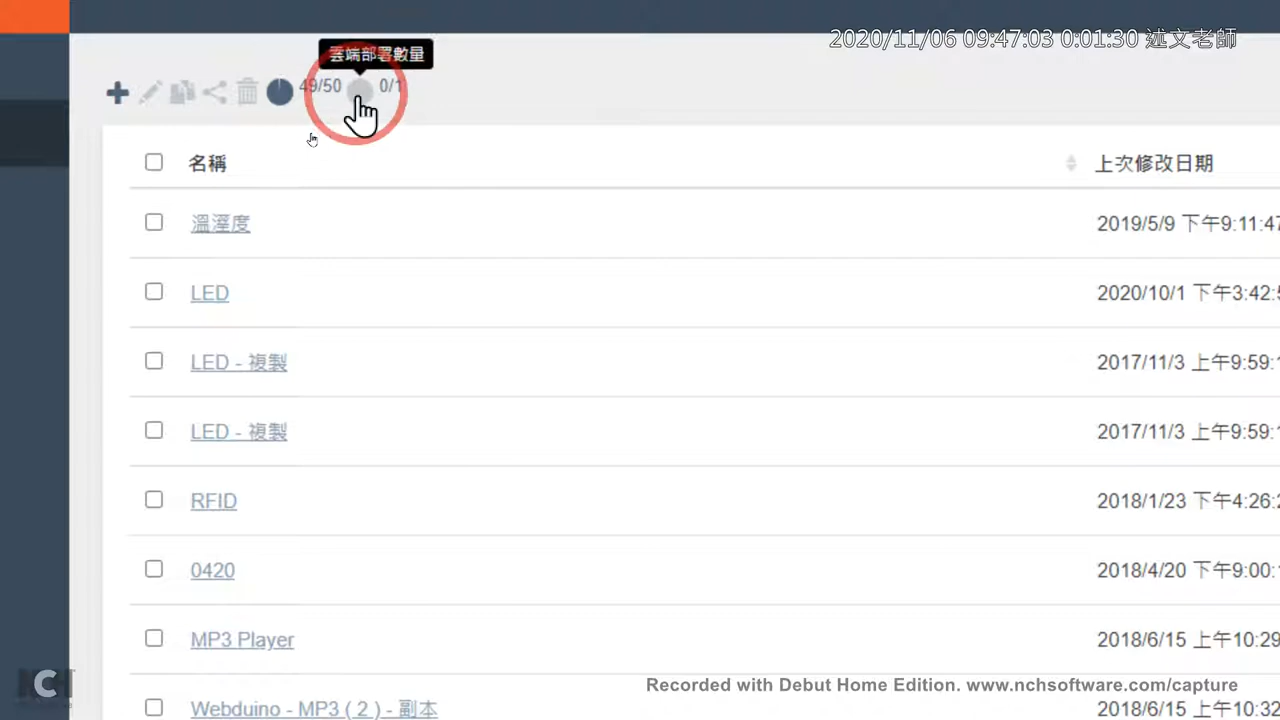 2020/11/06 09:47:03 0:01:30 述文老師
雲端部署數量
49/50 0/1
名稱 上次修改日期
溫溼度 2019/5/9 下午9:11:47
LED 2020/10/1 下午3:42:5
LED - 複製 2017/11/3 上午9:59:1
LED - 複製 2017/11/3 上午9:59:1
RFID 2018/1/23 下午4:26:2
0420 2018/4/20 下午9:00:1
MP3 Player 2018/6/15 上午10:29
Webduino - MP3 ( 2 ) - 副本 2018/6/15 上午10:32
Recorded with Debut Home Edition. www.nchsoftware.com/capture